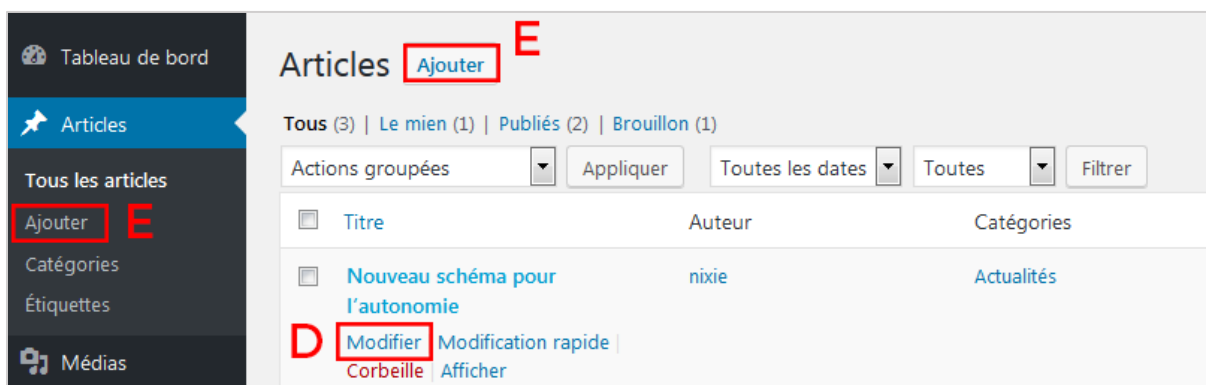 Tableau de bord
Articles
Tous les articles
Ajouter E
Catégories
Étiquettes
Médias
Articles Ajouter E
Tous (3) | Le mien (1) | Publiés (2) | Brouillon (1)
Actions groupées Appliquer Toutes les dates Toutes Filtrer
Titre Auteur Catégories
Nouveau schéma pour nixie Actualités
l'autonomie
D Modifier Modification rapide |
Corbeille | Afficher